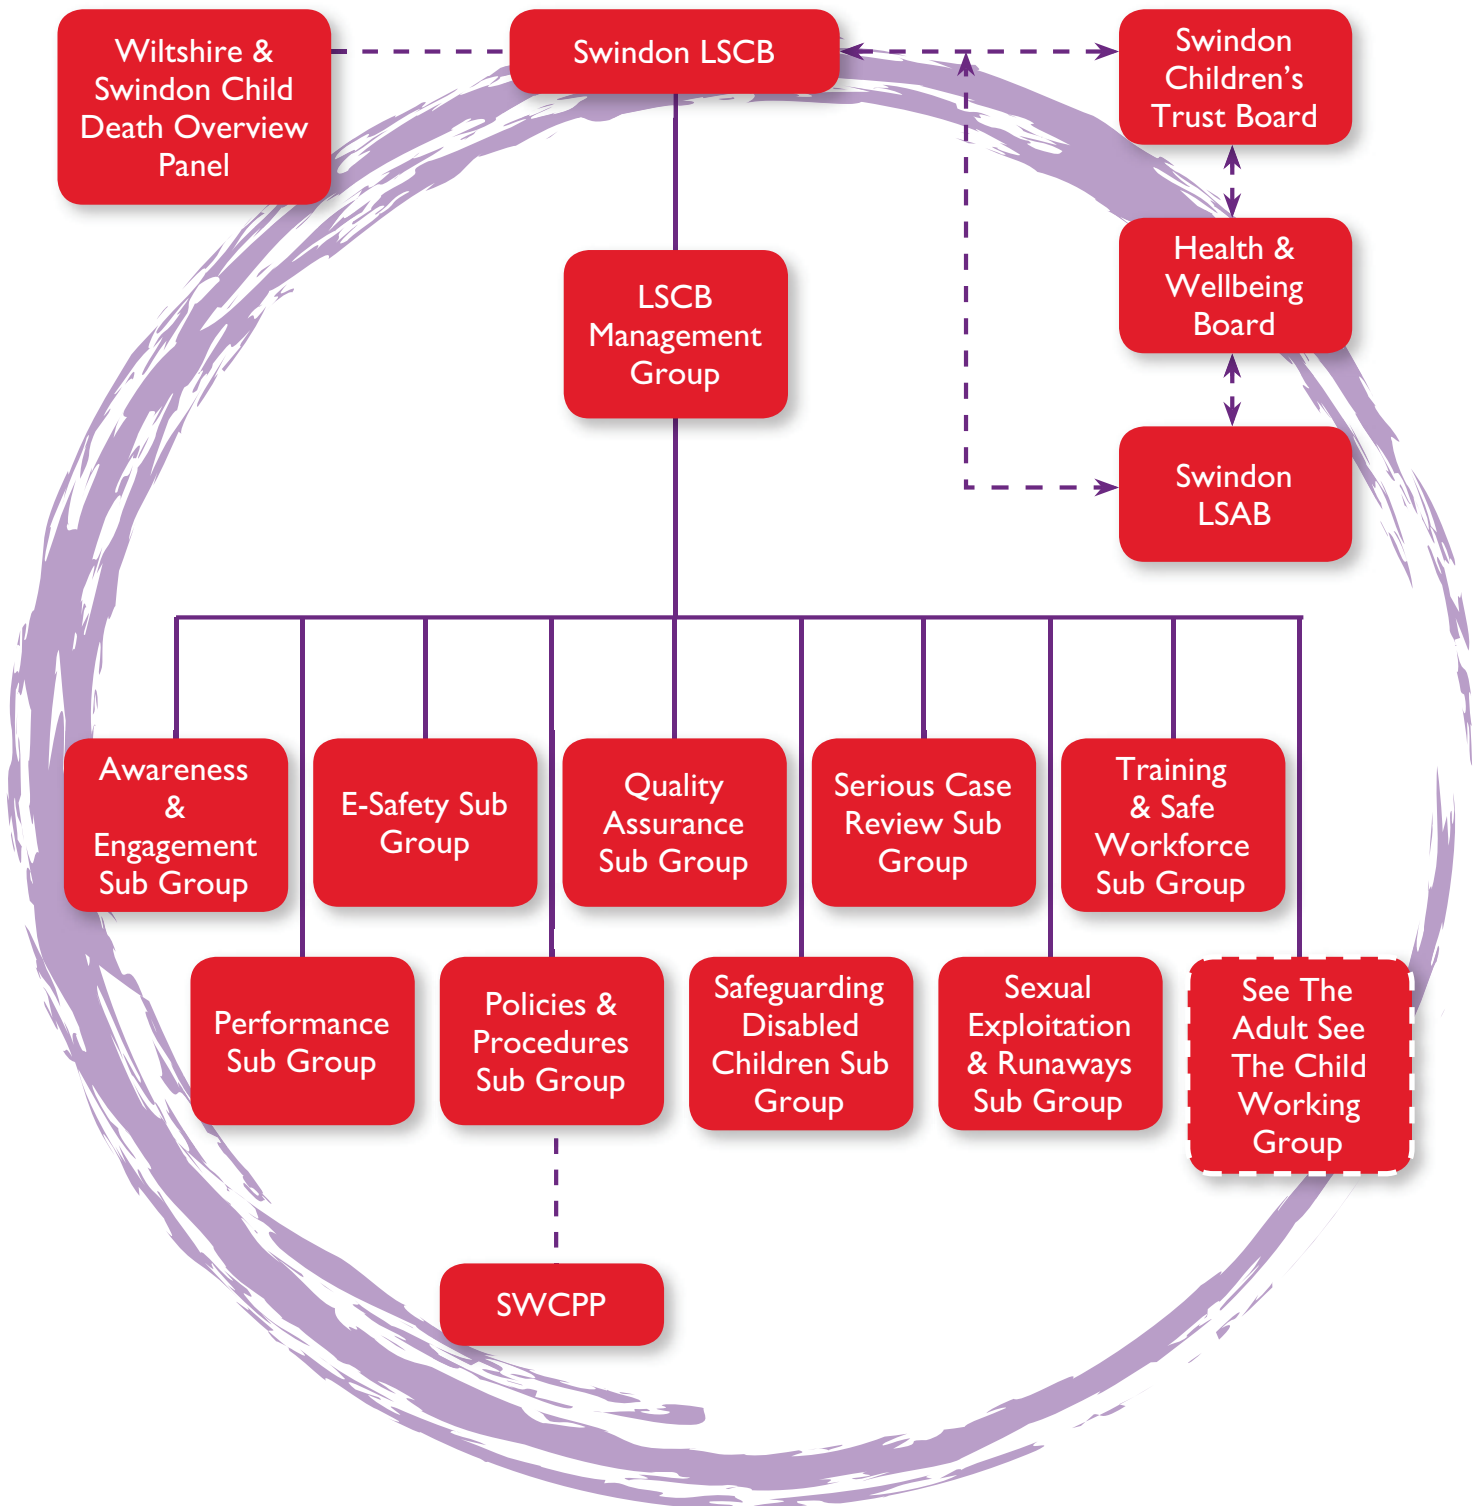 Wiltshire &
Swindon Child
Death Overview
Panel
Swindon LSCB
Swindon
Children’s
Trust Board
Health &
Wellbeing
Board
LSCB
Management
Group
Swindon
LSAB
Awareness
&
Engagement
Sub Group
E-Safety Sub
Group
Quality
Assurance
Sub Group
Serious Case
Review Sub
Group
Training
& Safe
Workforce
Sub Group
Performance
Sub Group
Policies &
Procedures
Sub Group
Safeguarding
Disabled
Children Sub
Group
Sexual
Exploitation
& Runaways
Sub Group
See The
Adult See
The Child
Working
Group
SWCPP